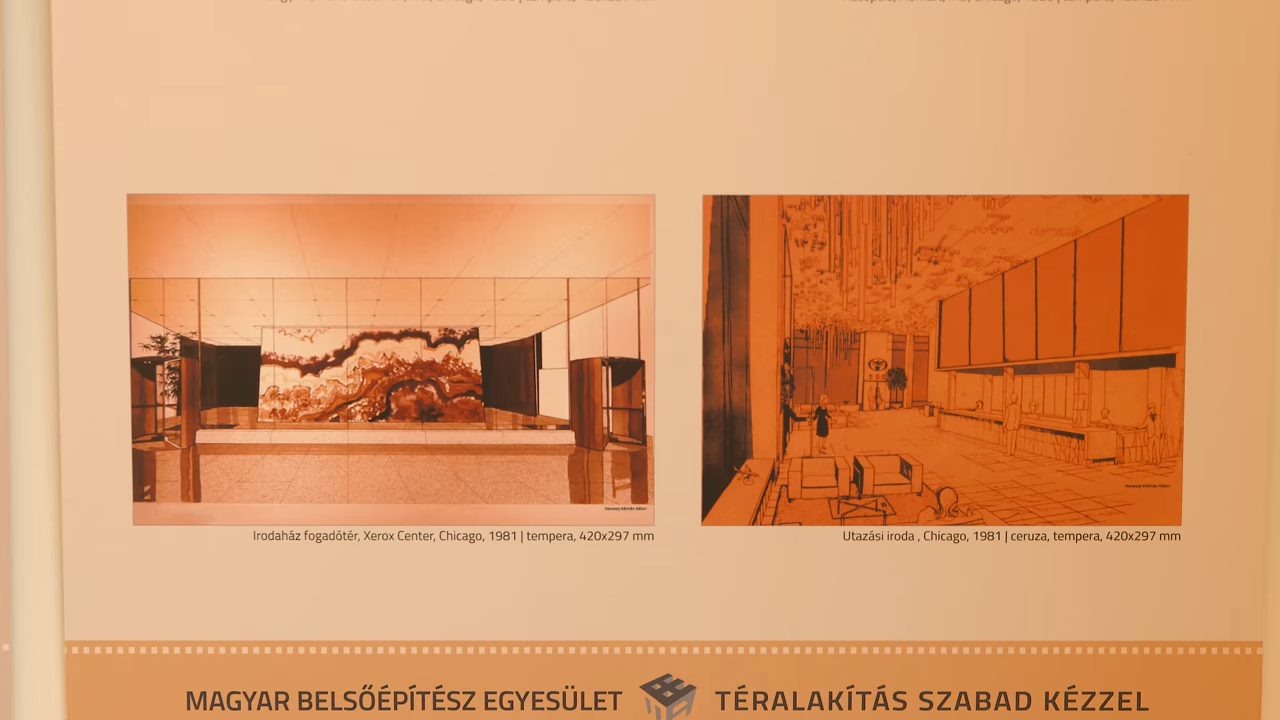 Irodaház fogadótér, Xerox Center, Chicago, 1981 | tempera, 420x297 mm
Utazási iroda , Chicago, 1981 | ceruza, tempera, 420x297 mm
MAGYAR BELSŐÉPÍTÉSZ EGYESÜLET
TÉRALAKÍTÁS SZABAD KÉZZEL